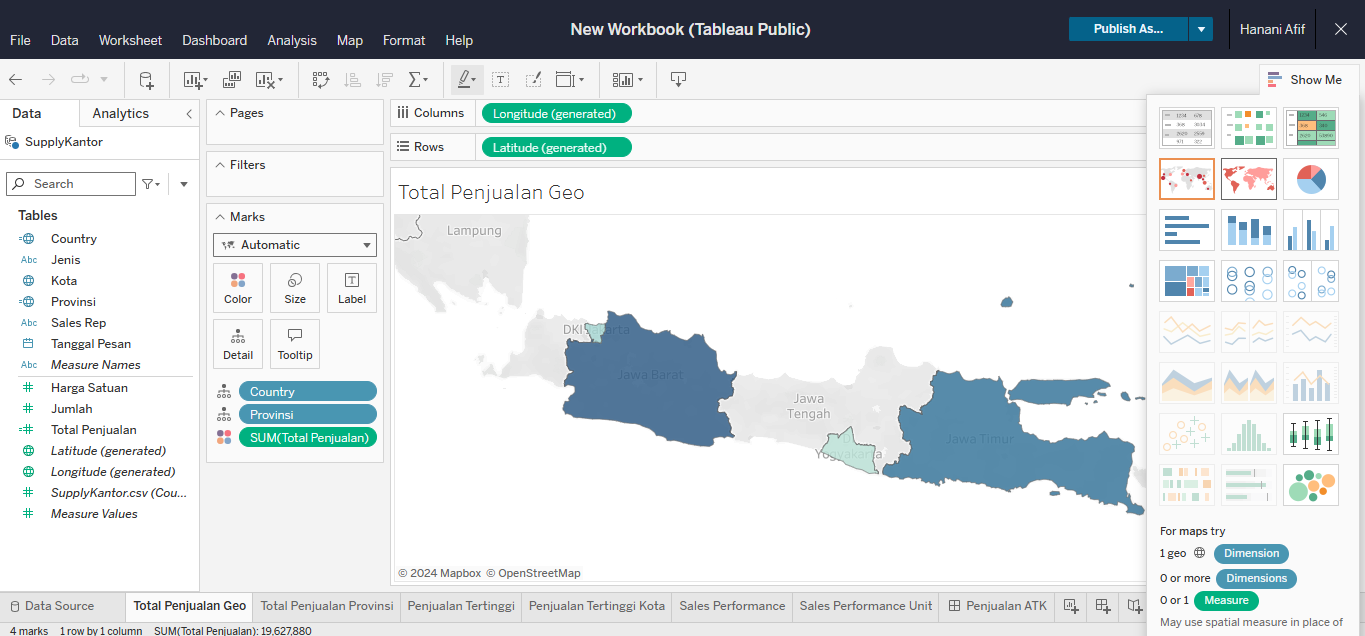 New Workbook (Tableau Public)
Publish As...
Hanani Afif
File Data Worksheet Dashboard Analysis Map Format Help
Show Me
Data Analytics
SupplyKantor
Search
Tables
Country
Abc Jenis
Kota
Provinsi
Abc Sales Rep
Tanggal Pesan
Abc Measure Names
Harga Satuan
Jumlah
Total Penjualan
Latitude (generated)
Longitude (generated)
SupplyKantor.csv (Cou...
Measure Values
Pages
Filters
Marks
Automatic
Color Size Label
Detail Tooltip
Country
Provinsi
SUM(Total Penjualan)
Columns Longitude (generated)
Rows Latitude (generated)
Total Penjualan Geo
Lampung
DKI Jakarta
Jawa Barat
Jawa
Tengah
Yogyakarta
Jawa Timur
© 2024 Mapbox © OpenStreetMap
For maps try
1 geo Dimension
0 or more Dimensions
0 or 1 Measure
May use spatial measure in place of
Data Source Total Penjualan Geo Total Penjualan Provinsi Penjualan Tertinggi Penjualan Tertinggi Kota Sales Performance Sales Performance Unit Penjualan ATK
4 marks 1 row by 1 column SUM(Total Penjualan): 19,627,880